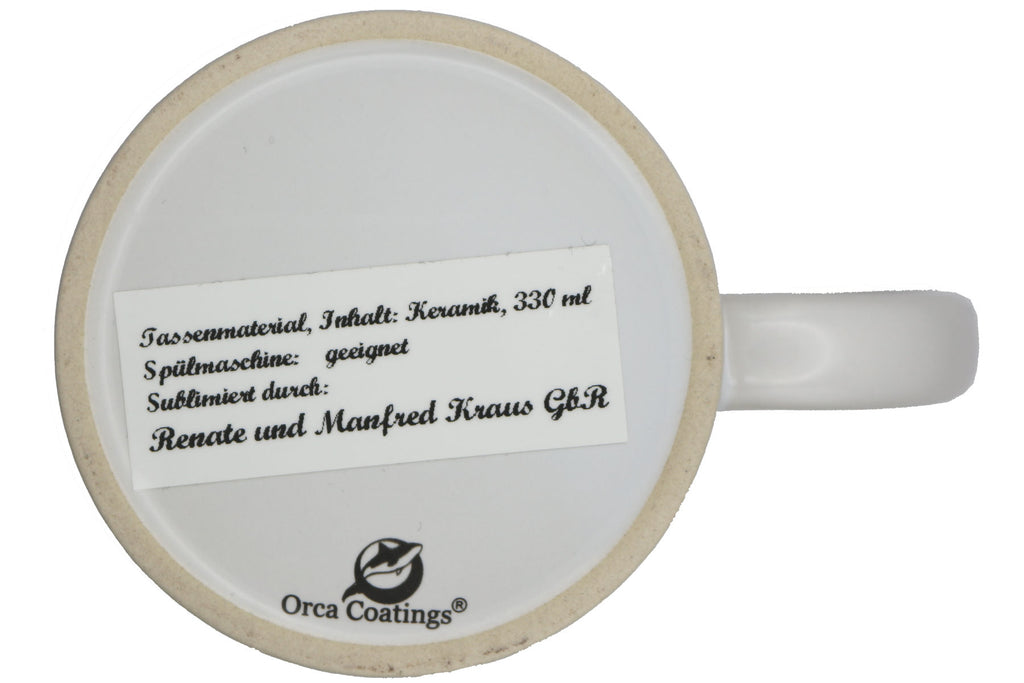 Tassenmaterial, Inhalt: Keramik, 330 ml
Spülmaschine: geeignet
Sublimiert durch:
Renate und Manfred Kraus GbR
Orca Coatings®